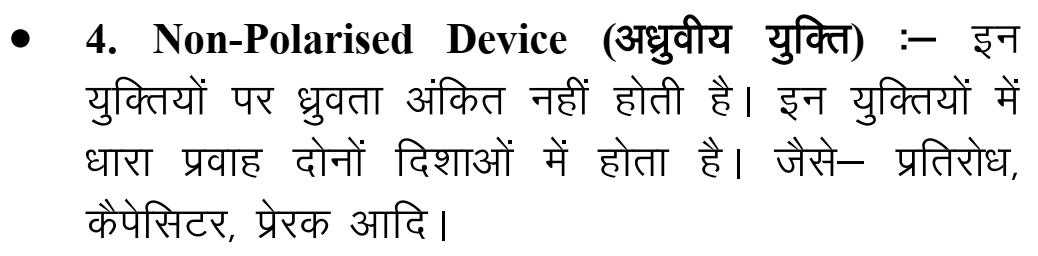 • 4. Non-Polarised Device (अध्रुवीय युक्ति) :– इन
युक्तियों पर ध्रुवता अंकित नहीं होती है। इन युक्तियों में
धारा प्रवाह दोनों दिशाओं में होता है। जैसे– प्रतिरोध,
कैपेसिटर, प्रेरक आदि।